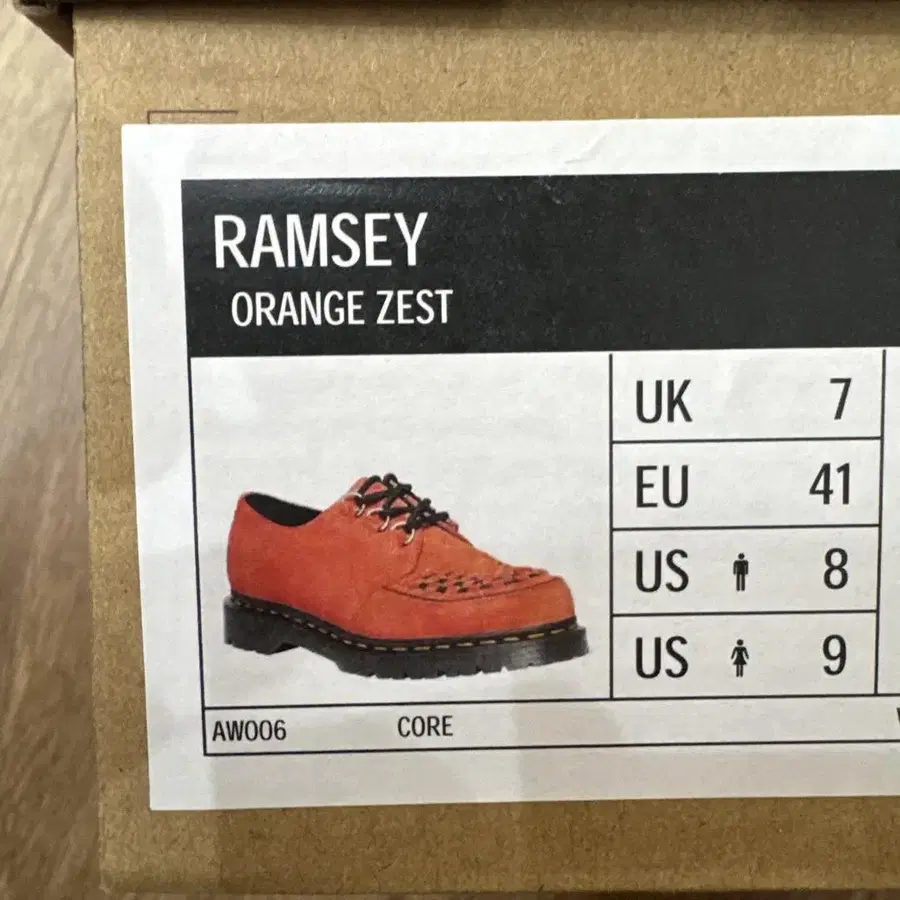 RAMSEY
ORANGE ZEST
UK 7
EU 41
US 8
US 9
AW006 CORE